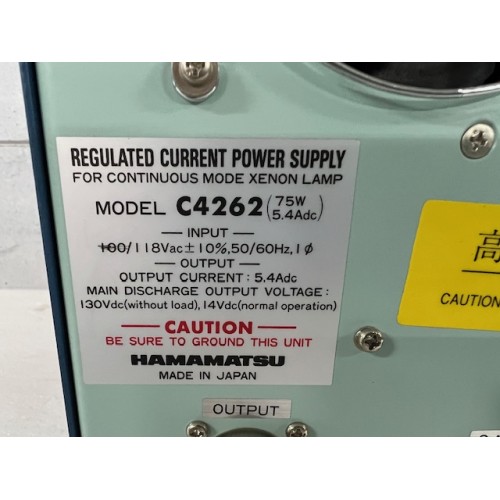 REGULATED CURRENT POWER SUPPLY
FOR CONTINUOUS MODE XENON LAMP
MODEL C4262 (75W 5.4Adc)
— INPUT —
100/118Vac ± 10%, 50/60Hz, 1ϕ
— OUTPUT —
OUTPUT CURRENT : 5.4Adc
MAIN DISCHARGE OUTPUT VOLTAGE :
130Vdc(without load), 14Vdc(normal operation)
— CAUTION —
BE SURE TO GROUND THIS UNIT
HAMAMATSU
MADE IN JAPAN
高
CAUTION
OUTPUT